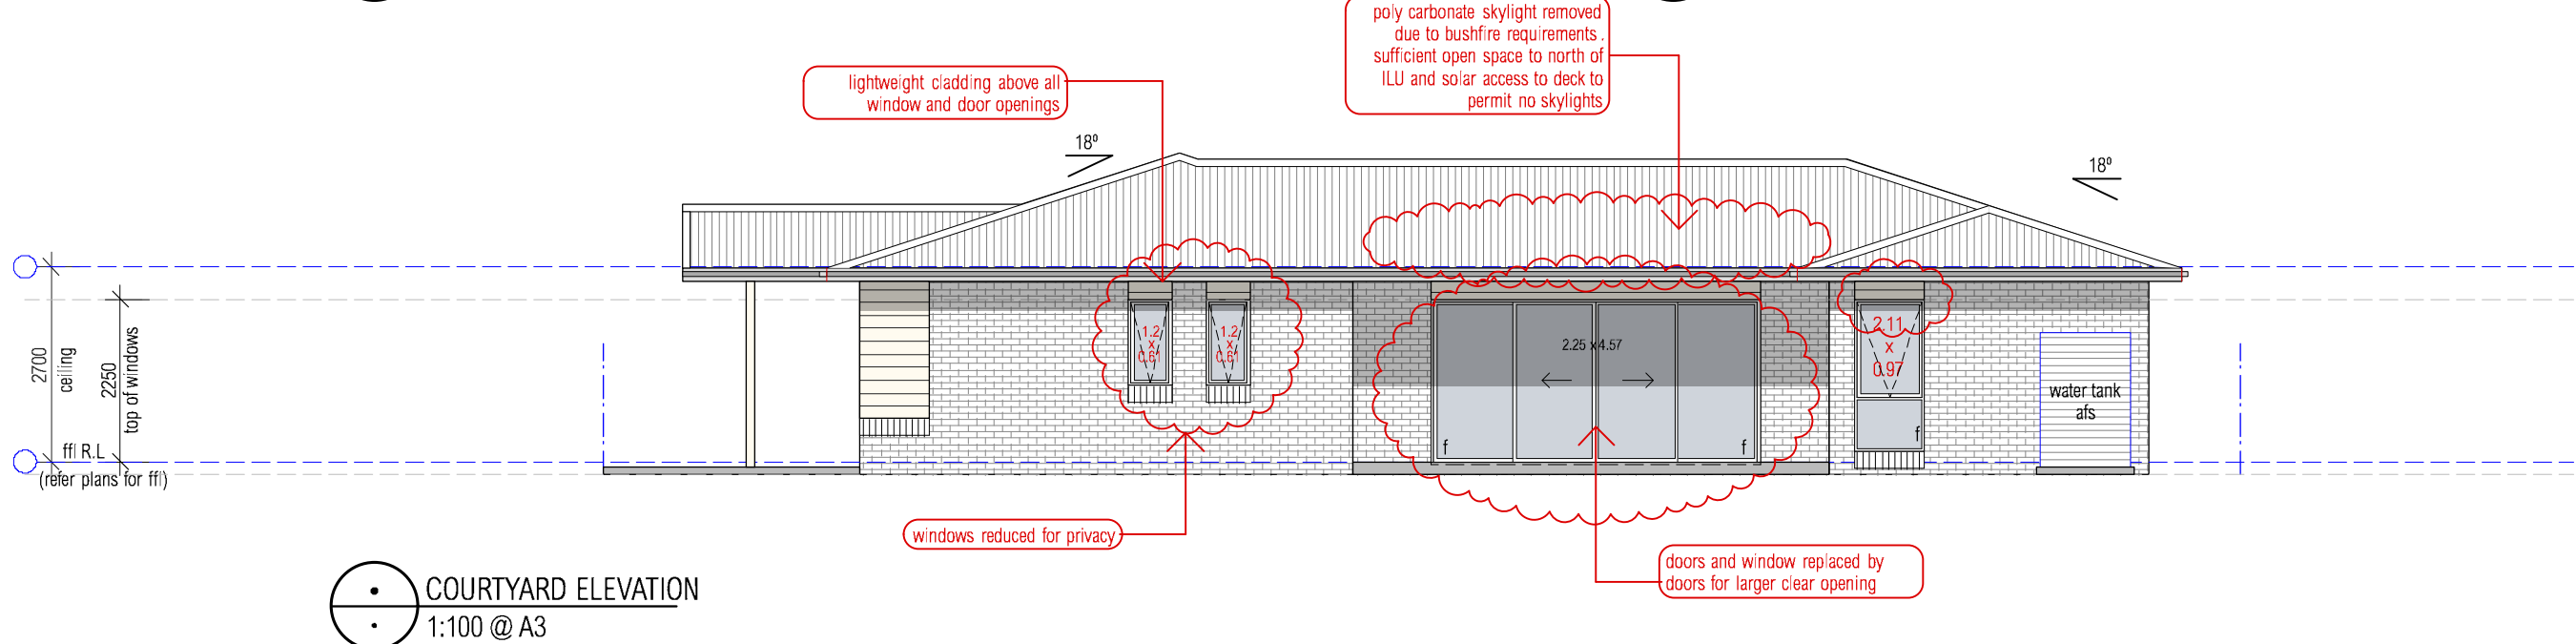 poly carbonate skylight removed
due to bushfire requirements .
sufficient open space to north of
ILU and solar access to deck to
permit no skylights
lightweight cladding above all
window and door openings
18º
18º
2700
ceiling
2250
top of windows
ffl R.L
(refer plans for ffl)
1.2
x
0.61
1.2
x
0.61
2.25 x 4.57
f
f
2.11
x
0.97
f
water tank
afs
windows reduced for privacy
doors and window replaced by
doors for larger clear opening
COURTYARD ELEVATION
1:100 @ A3